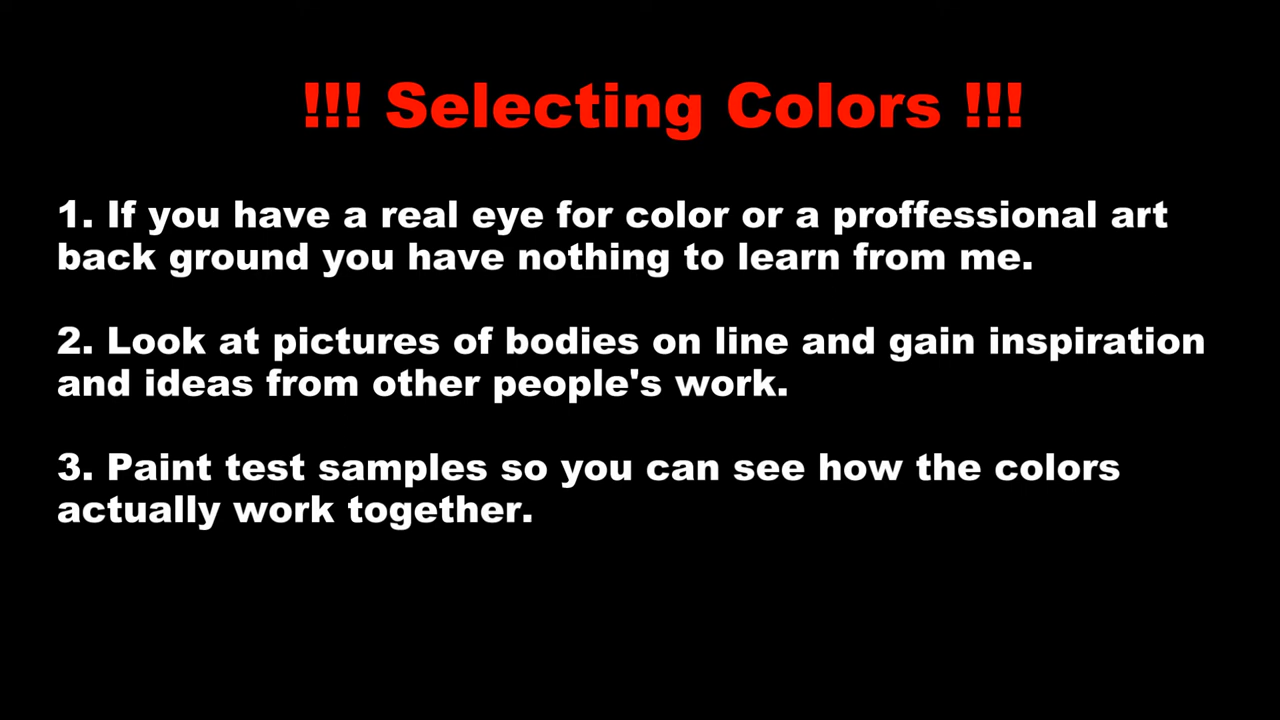 !!! Selecting Colors !!!
1. If you have a real eye for color or a proffessional art
back ground you have nothing to learn from me.
2. Look at pictures of bodies on line and gain inspiration
and ideas from other people's work.
3. Paint test samples so you can see how the colors
actually work together.